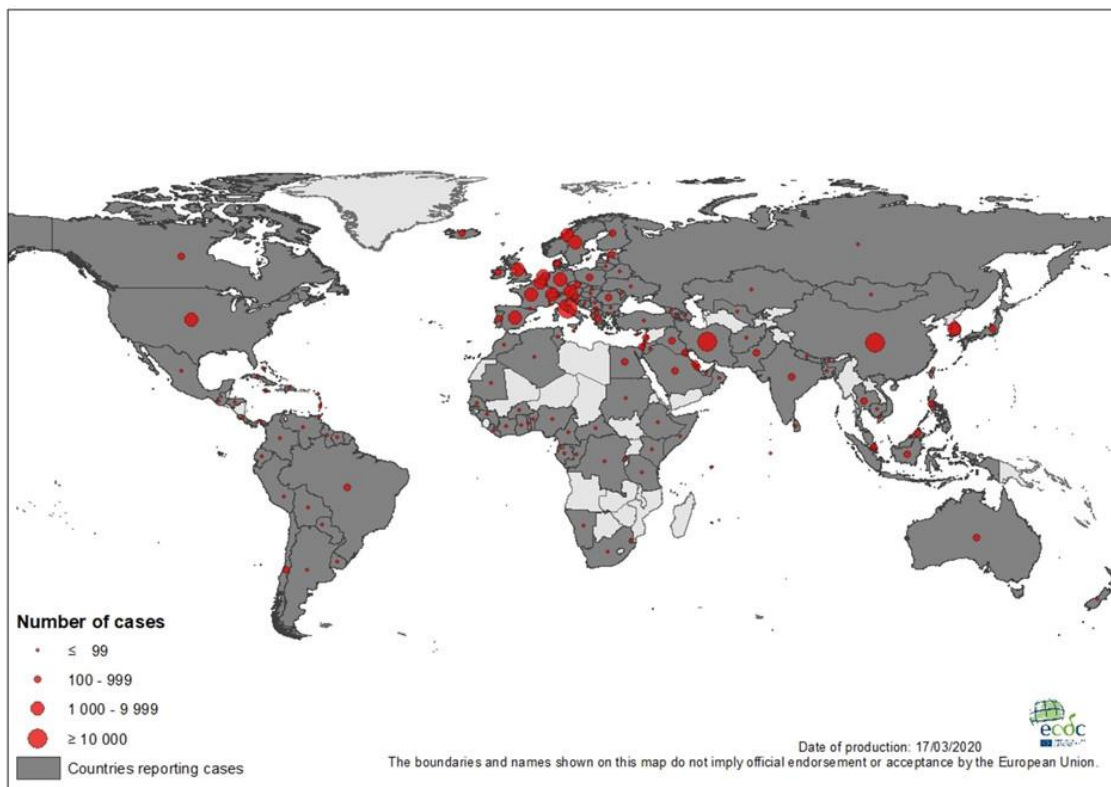 Number of cases
≤ 99
100 - 999
1 000 - 9 999
≥ 10 000
Countries reporting cases
ecdc
Date of production: 17/03/2020
The boundaries and names shown on this map do not imply official endorsement or acceptance by the European Union.